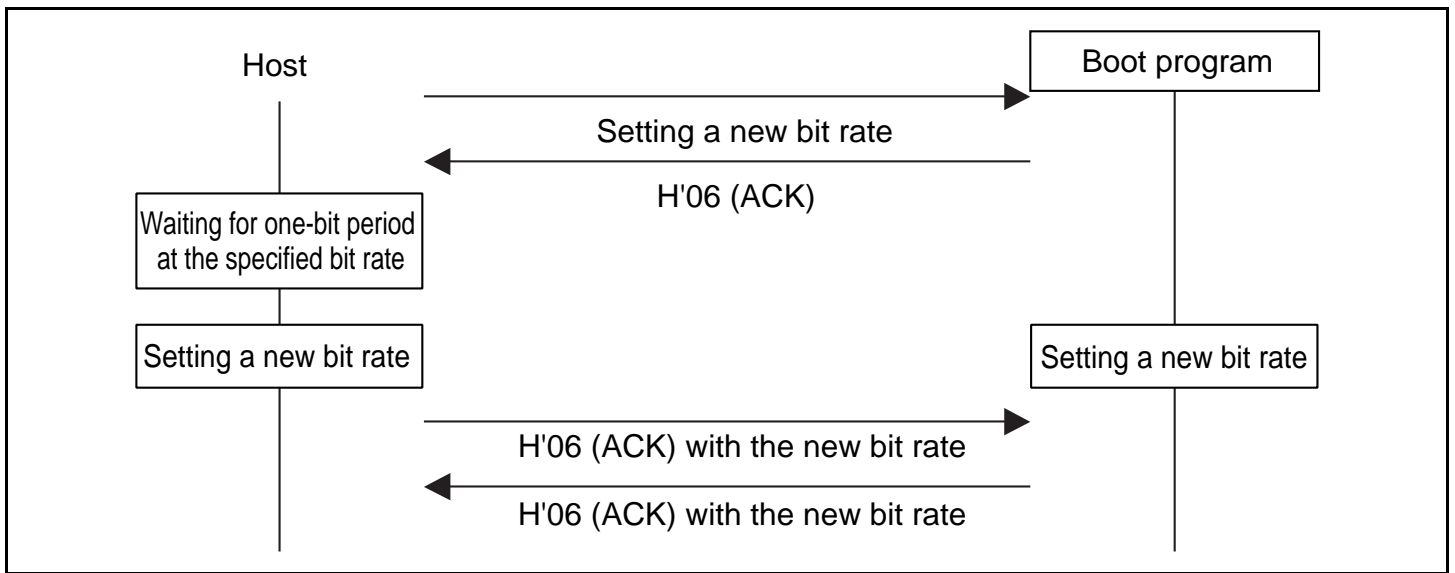 Host
Boot program
Setting a new bit rate
H'06 (ACK)
Waiting for one-bit period
at the specified bit rate
Setting a new bit rate
Setting a new bit rate
H'06 (ACK) with the new bit rate
H'06 (ACK) with the new bit rate